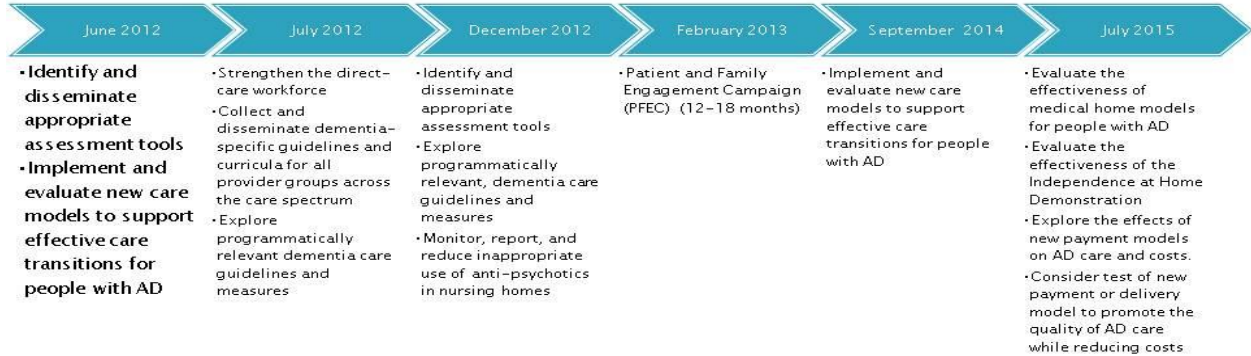 June 2012
July 2012
December 2012
February 2013
September 2014
July 2015
•Identify and
disseminate
appropriate
assessment tools
•Implement and
evaluate new care
models to support
effective care
transitions for
people with AD
•Strengthen the direct-
care workforce
•Collect and
disseminate dementia-
specific guidelines and
curricula for all
provider groups across
the care spectrum
•Explore
programmatically
relevant dementia care
guidelines and
measures
•Identify and
disseminate
appropriate
assessment tools
•Explore
programmatically
relevant, dementia care
guidelines and
measures
•Monitor, report, and
reduce inappropriate
use of anti-psychotics
in nursing homes
•Patient and Family
Engagement Campaign
(PFEC) (12-18 months)
•Implement and
evaluate new care
models to support
effective care
transitions for people
with AD
•Evaluate the
effectiveness of
medical home models
for people with AD
•Evaluate the
effectiveness of the
Independence at Home
Demonstration
•Explore the effects of
new payment models
on AD care and costs.
•Consider test of new
payment or delivery
model to promote the
quality of AD care
while reducing costs